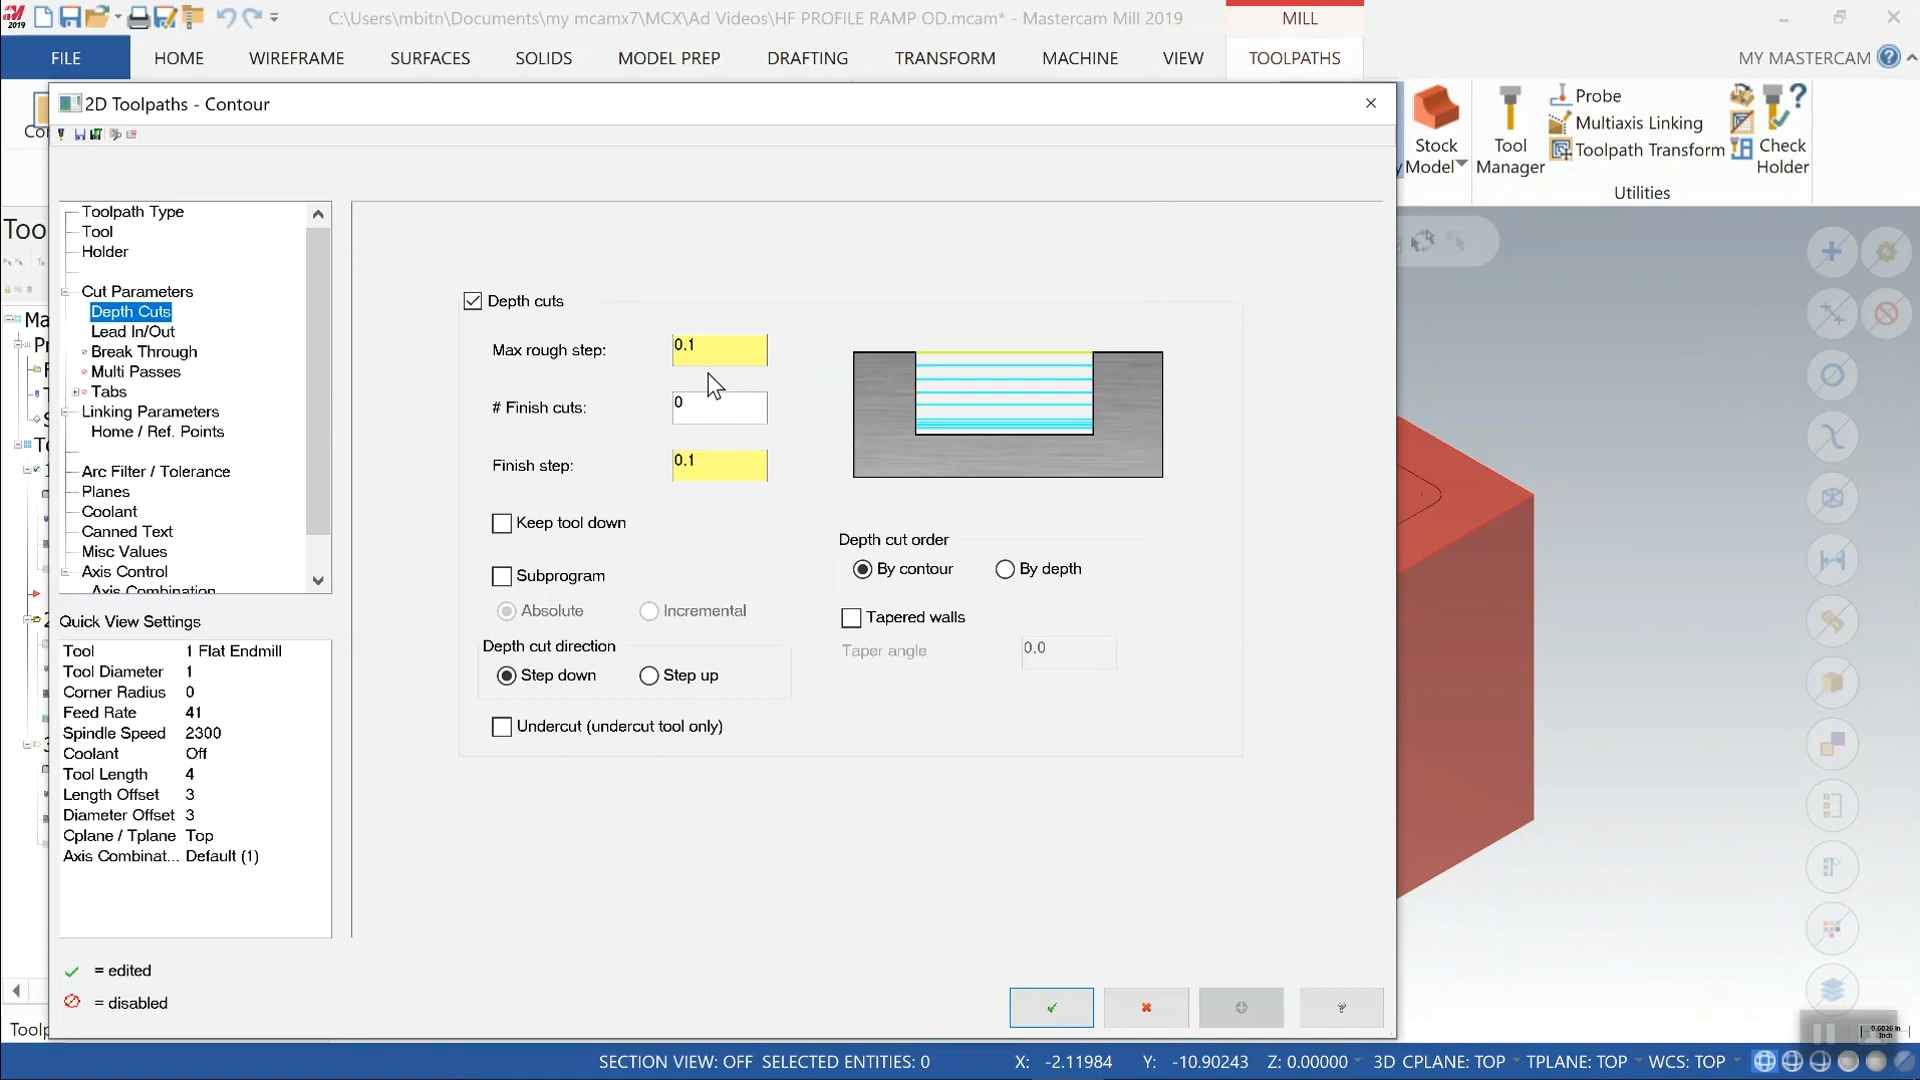 2019
C:\Users\mbitn\Documents\my mcamx7\MCX\Ad Videos\HF PROFILE RAMP OD.mcam* - Mastercam Mill 2019
MILL
FILE HOME WIREFRAME SURFACES SOLIDS MODEL PREP DRAFTING TRANSFORM MACHINE VIEW TOOLPATHS MY MASTERCAM
2D Toolpaths - Contour
Stock Model
Tool Manager
Probe
Multiaxis Linking
Toolpath Transform
Check Holder
Utilities
Toolpath Type
Tool
Holder
Cut Parameters
Depth Cuts
Lead In/Out
Break Through
Multi Passes
Tabs
Linking Parameters
Home / Ref. Points
Arc Filter / Tolerance
Planes
Coolant
Canned Text
Misc Values
Axis Control
Axis Combination
Quick View Settings
Tool 1 Flat Endmill
Tool Diameter 1
Corner Radius 0
Feed Rate 41
Spindle Speed 2300
Coolant Off
Tool Length 4
Length Offset 3
Diameter Offset 3
Cplane / Tplane Top
Axis Combinat... Default (1)
= edited
= disabled
Depth cuts
Max rough step: 0.1
# Finish cuts: 0
Finish step: 0.1
Keep tool down
Subprogram
Absolute Incremental
Depth cut direction
Step down Step up
Undercut (undercut tool only)
Depth cut order
By contour By depth
Tapered walls
Taper angle 0.0
0.6026 in
Inch
SECTION VIEW: OFF SELECTED ENTITIES: 0 X: -2.11984 Y: -10.90243 Z: 0.00000 3D CPLANE: TOP TPLANE: TOP WCS: TOP